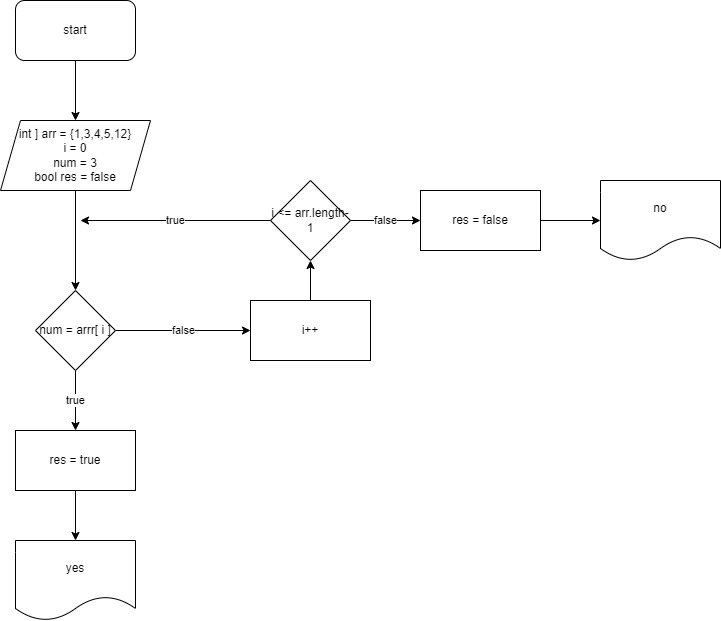 start
int ] arr = {1,3,4,5,12}
i = 0
num = 3
bool res = false
i <= arr.length-
1
true
false
res = false
no
num = arrr[ i ]
false
i++
true
res = true
yes